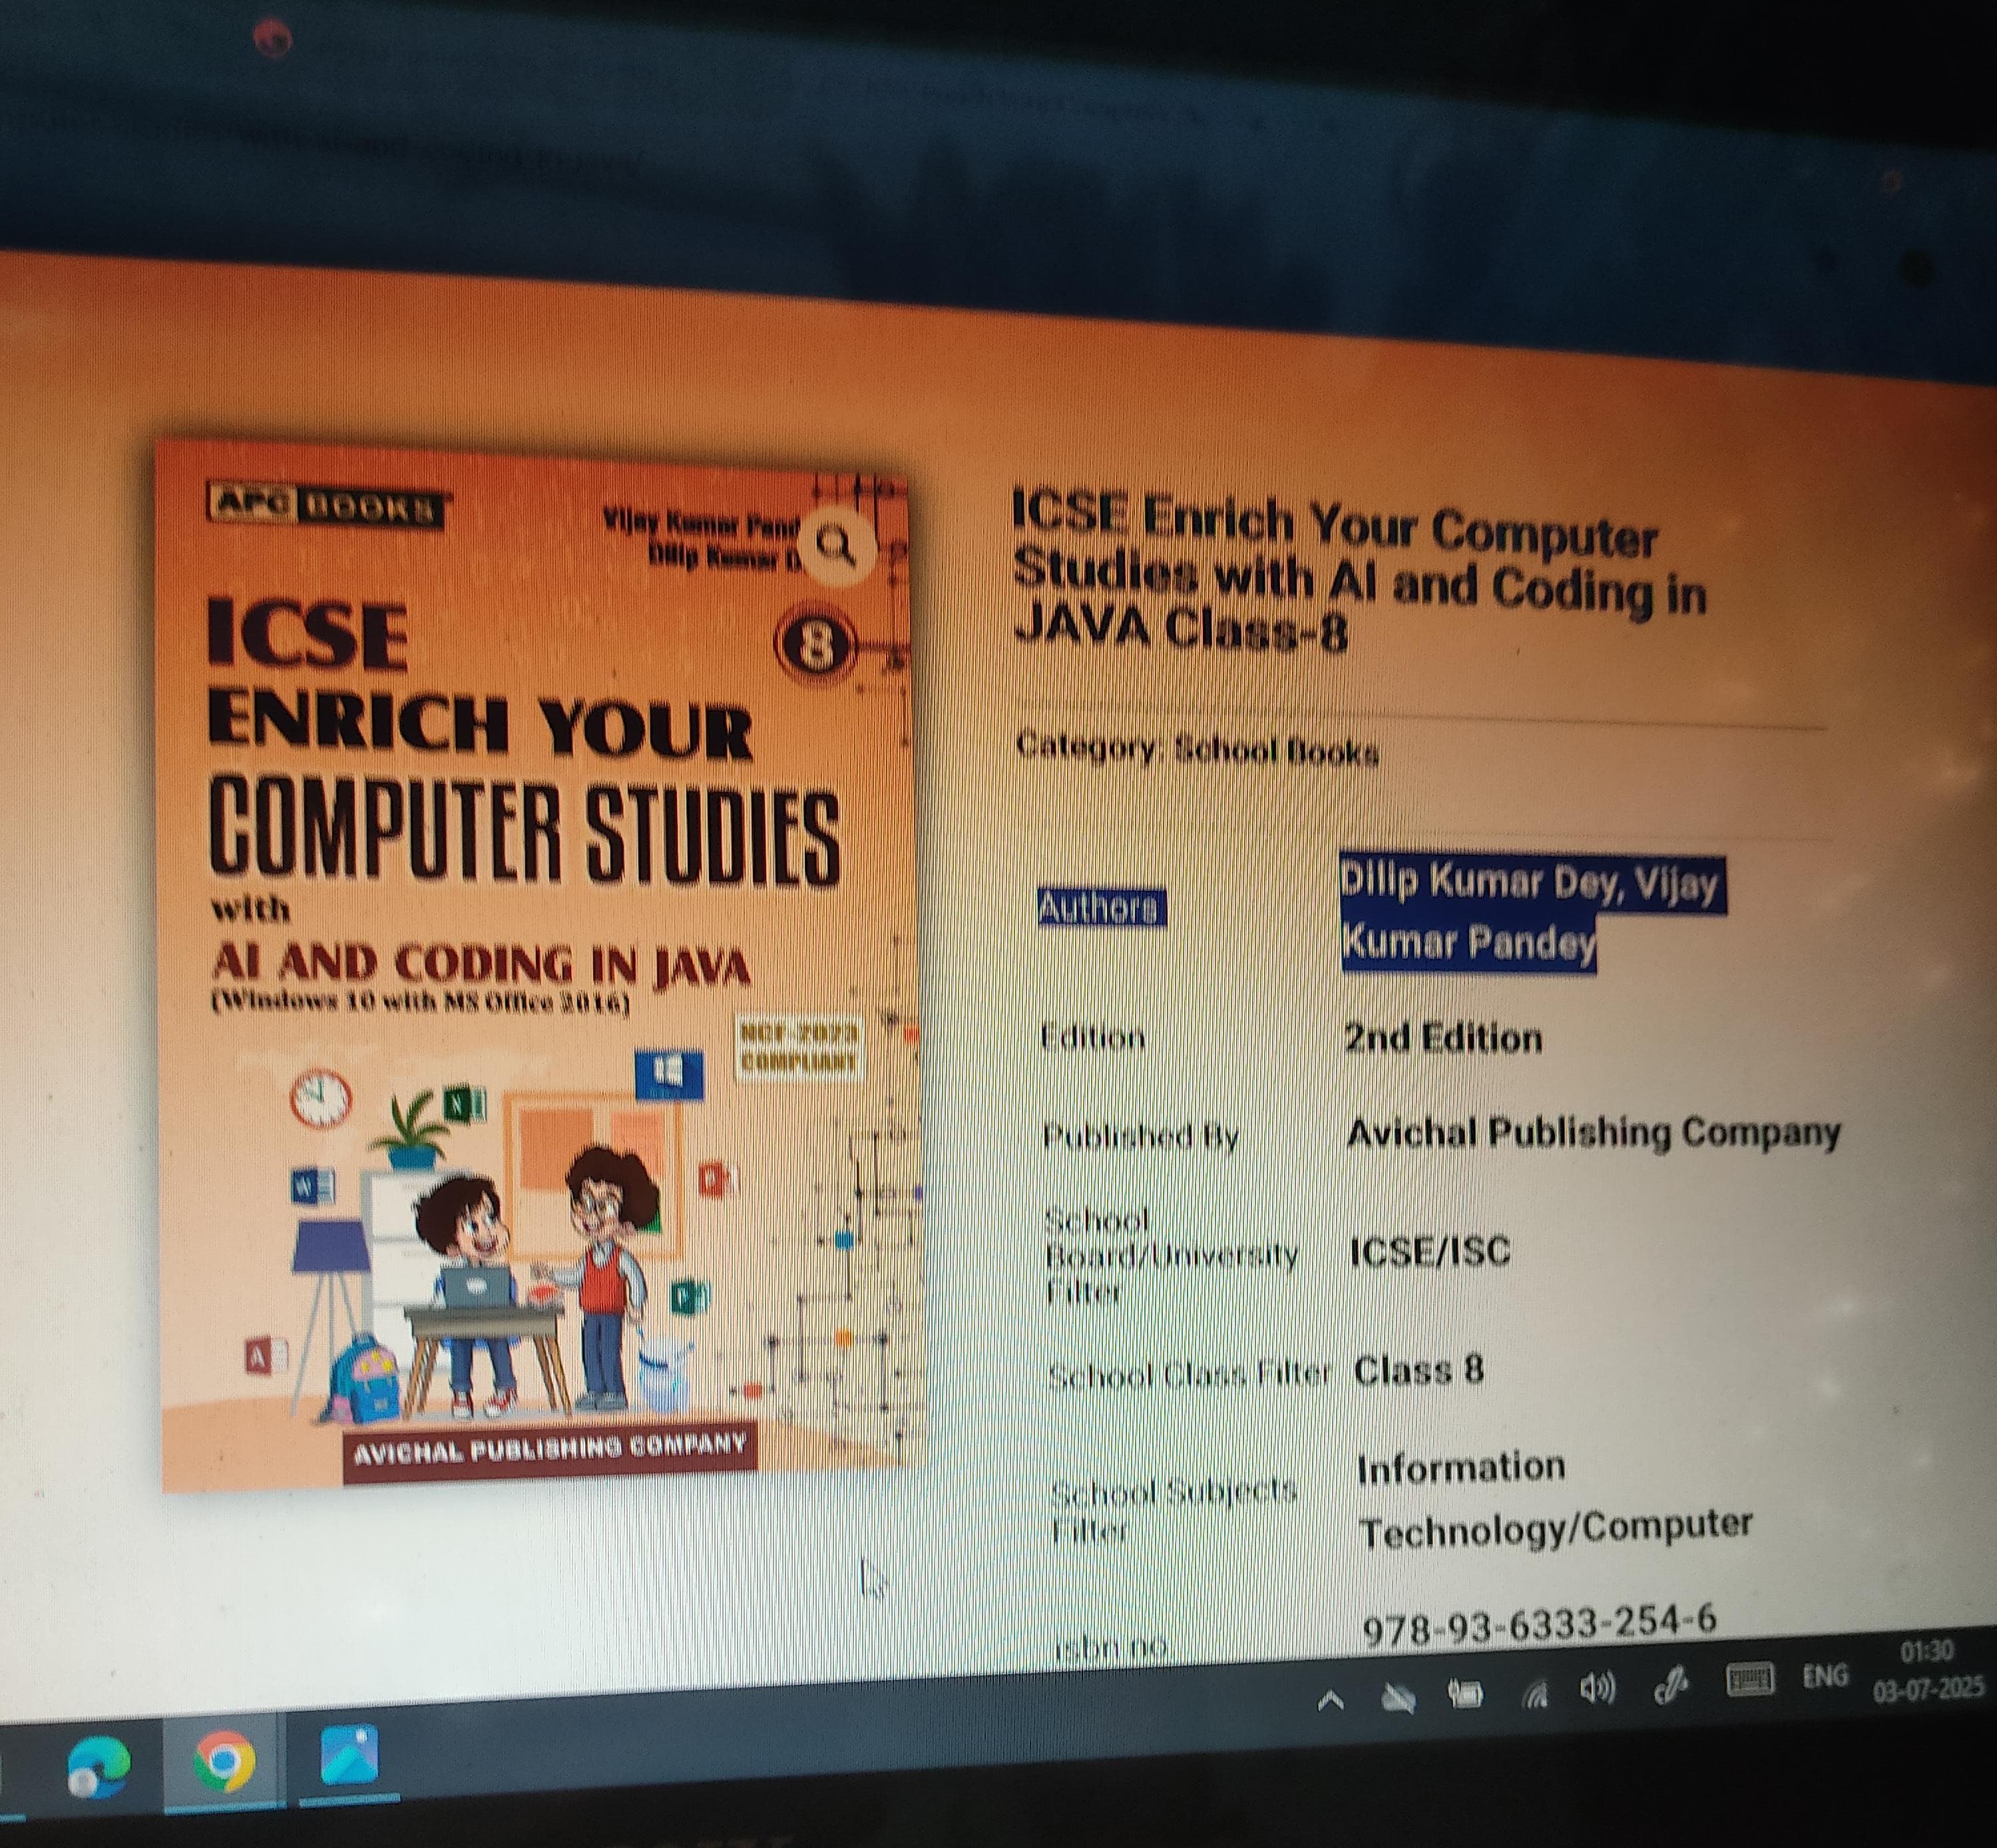 APC BOOKS
Vijay Kumar Pand
Dilip Kumar D
ICSE
8
ENRICH YOUR
COMPUTER STUDIES
with
AI AND CODING IN JAVA
(Windows 10 with MS Office 2016)
NCF-2023
COMPLIANT
AVICHAL PUBLISHING COMPANY
ICSE Enrich Your Computer
Studies with AI and Coding in
JAVA Class-8
Category: School Books
Authors
Dilip Kumar Dey, Vijay
Kumar Pandey
Edition
2nd Edition
Published By
Avichal Publishing Company
School
Board/University
Filter
ICSE/ISC
School Class Filter
Class 8
School Subjects
Filter
Information
Technology/Computer
isbn no
978-93-6333-254-6
ENG
01:30
03-07-2025